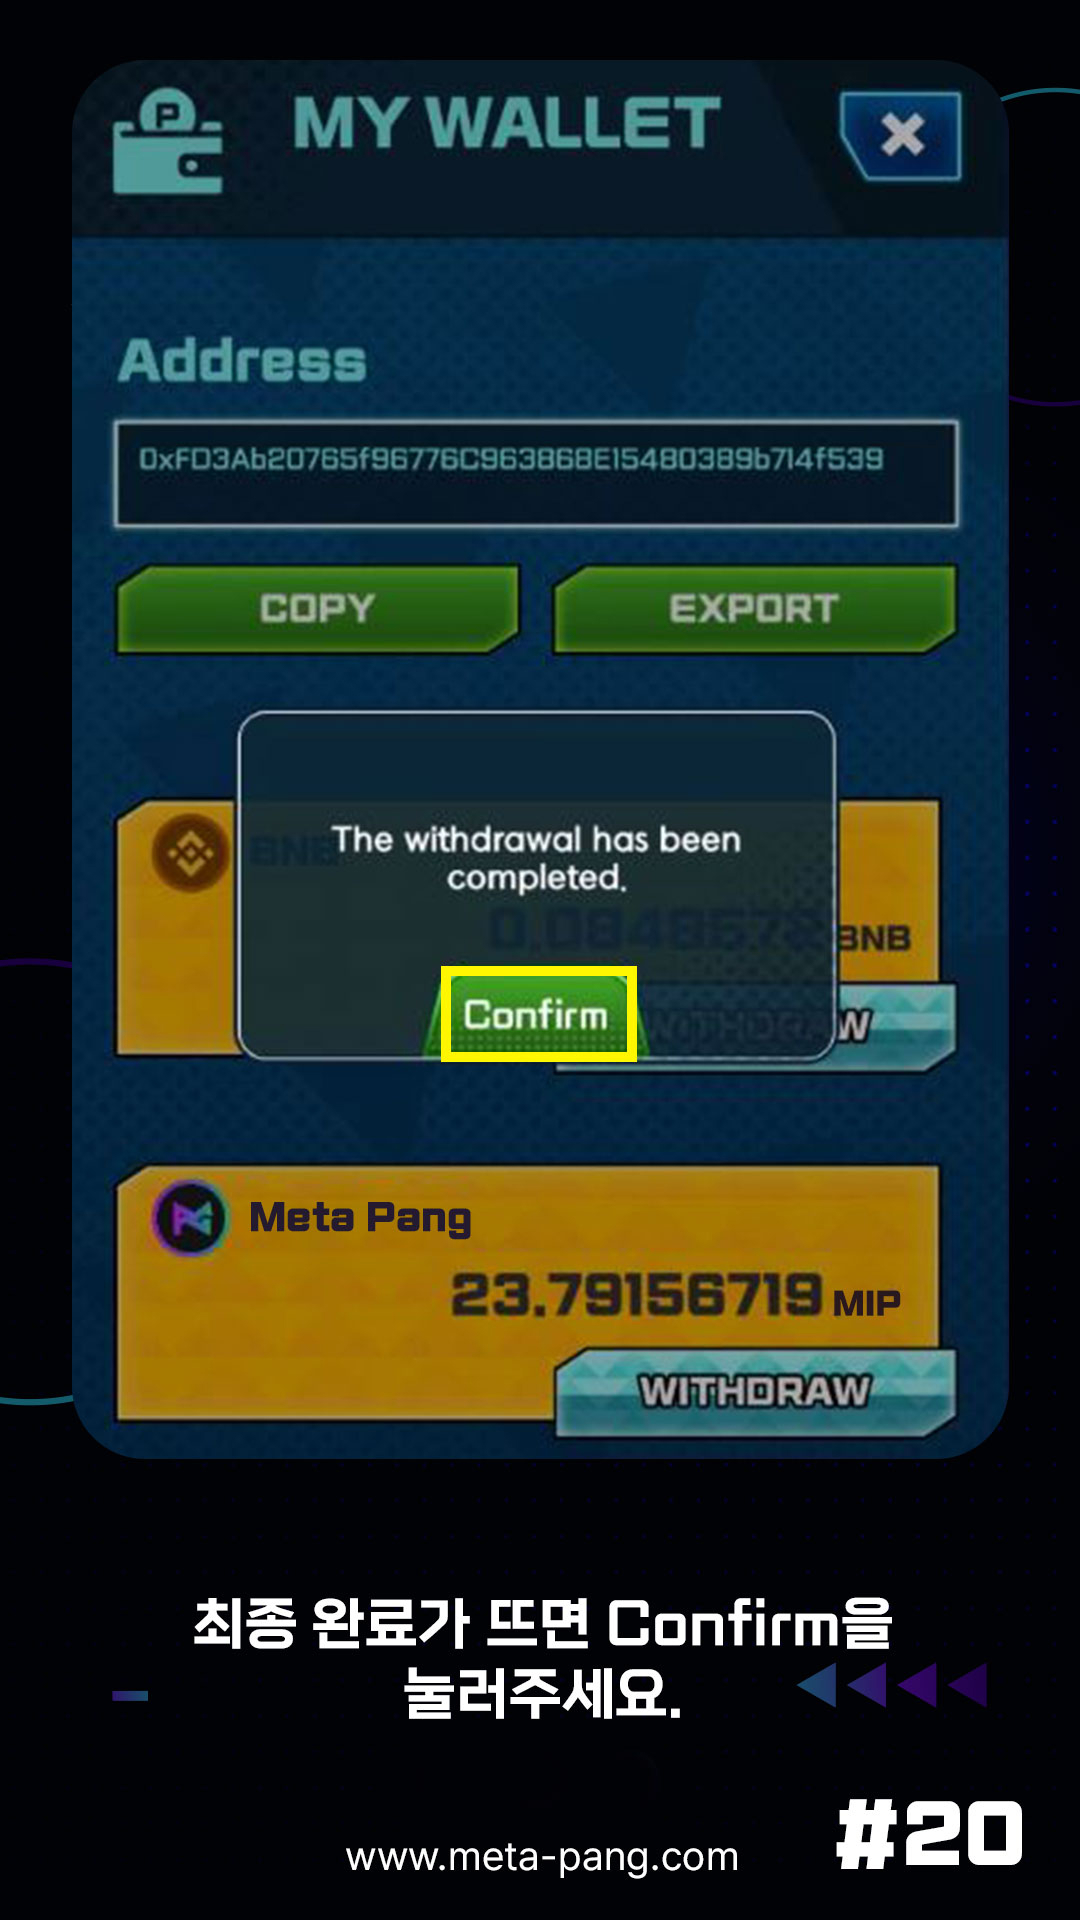 MY WALLET
Address
0xFD3Ab20765f96776C963868E15480389b714f539
COPY
EXPORT
BNB
The withdrawal has been
completed.
BNB
Confirm
WITHDRAW
Meta Pang
23.79156719 MIP
WITHDRAW
최종 완료가 뜨면 Confirm을
눌러주세요.
#20
www.meta-pang.com